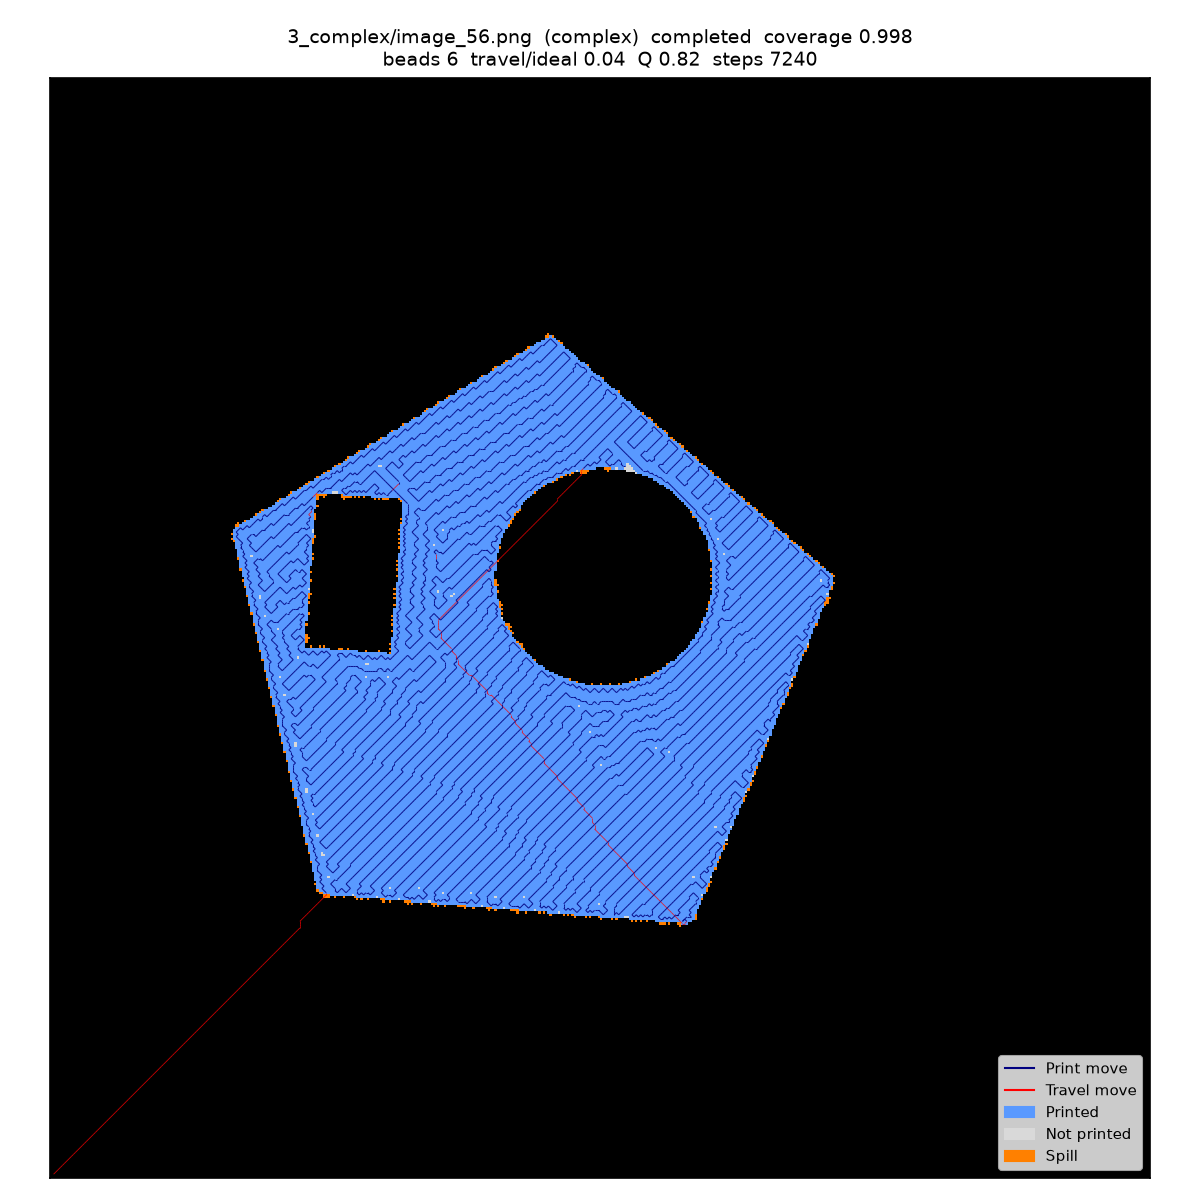 3_complex/image_56.png  (complex)  completed  coverage 0.998
beads 6  travel/ideal 0.04  Q 0.82  steps 7240
Print move
Travel move
Printed
Not printed
Spill